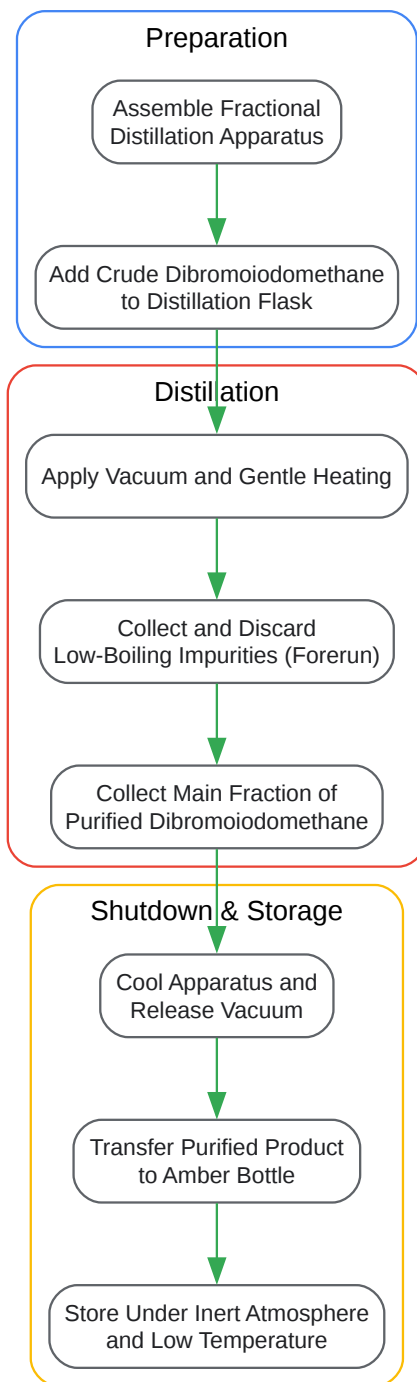 Preparation
Assemble Fractional
Distillation Apparatus
Add Crude Dibromoiodomethane
to Distillation Flask
Distillation
Apply Vacuum and Gentle Heating
Collect and Discard
Low-Boiling Impurities (Forerun)
Collect Main Fraction of
Purified Dibromoiodomethane
Shutdown & Storage
Cool Apparatus and
Release Vacuum
Transfer Purified Product
to Amber Bottle
Store Under Inert Atmosphere
and Low Temperature